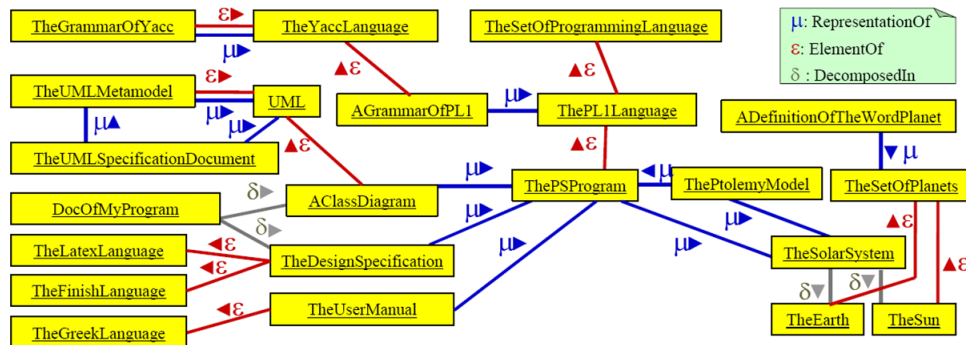 TheGrammarOfYacc
ε►
μ►
TheYaccLanguage
TheSetOfProgrammingLanguage
μ: RepresentationOf
ε: ElementOf
δ : DecomposedIn
▲ε
▲ε
TheUMLMetamodel
ε►
μ►
μ►
UML
AGrammarOfPL1
μ►
ThePL1Language
ADefinitionOfTheWordPlanet
μ▲
▲ε
▲ε
▼μ
TheUMLSpecificationDocument
μ►
◄μ
DocOfMyProgram
δ►
δ►
AClassDiagram
ThePSProgram
ThePtolemyModel
TheSetOfPlanets
μ►
μ►
μ►
μ►
▲ε
TheLatexLanguage
◄ε
◄ε
TheDesignSpecification
TheSolarSystem
TheFinishLanguage
δ▼
δ▼
▲ε
TheGreekLanguage
◄ε
TheUserManual
TheEarth
TheSun